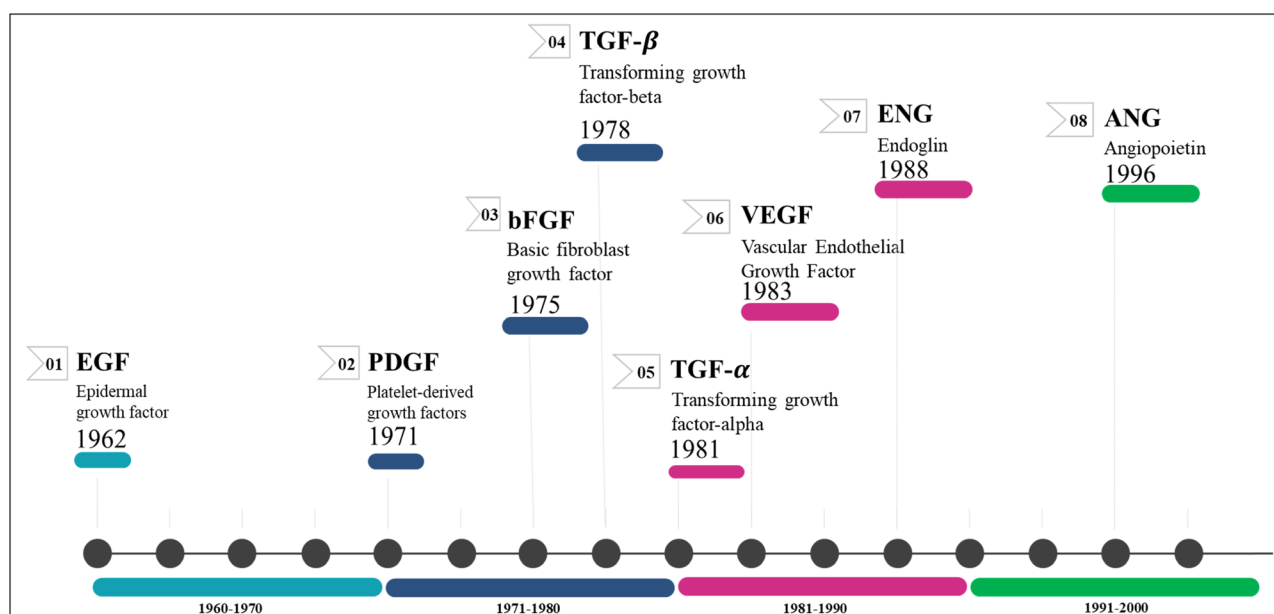 01
EGF
Epidermal
growth factor
1962
02
PDGF
Platelet-derived
growth factors
1971
03
bFGF
Basic fibroblast
growth factor
1975
04
TGF-β
Transforming growth
factor-beta
1978
05
TGF-α
Transforming growth
factor-alpha
1981
06
VEGF
Vascular Endothelial
Growth Factor
1983
07
ENG
Endoglin
1988
08
ANG
Angiopoietin
1996
1960-1970
1971-1980
1981-1990
1991-2000